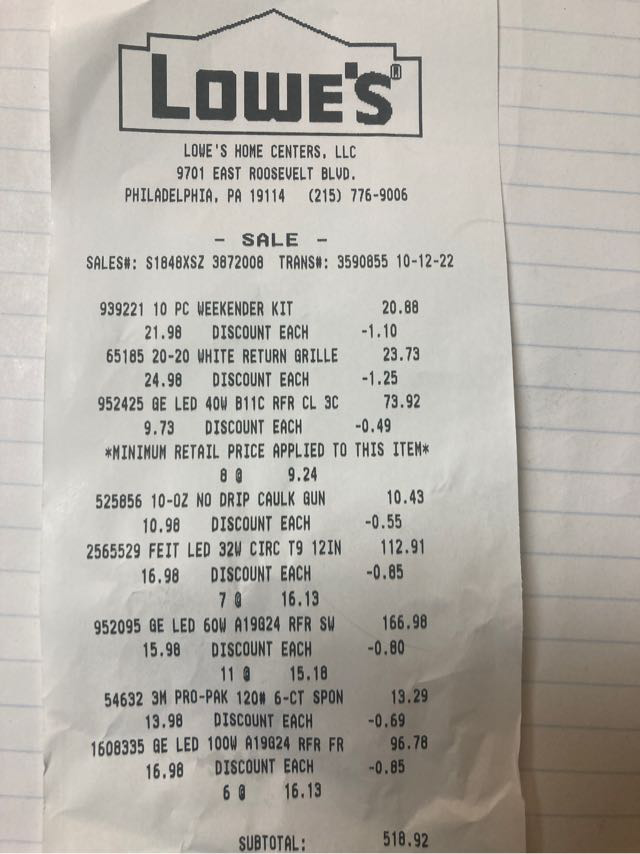 LOWE'S®
LOWE'S HOME CENTERS, LLC
9701 EAST ROOSEVELT BLVD.
PHILADELPHIA, PA 19114 (215) 776-9006
- SALE -
SALES#: S1848XSZ 3872008 TRANS#: 3590855 10-12-22
939221 10 PC WEEKENDER KIT 20.88
21.98 DISCOUNT EACH -1.10
65185 20-20 WHITE RETURN GRILLE 23.73
24.98 DISCOUNT EACH -1.25
952425 GE LED 40W B11C RFR CL 3C 73.92
9.73 DISCOUNT EACH -0.49
*MINIMUM RETAIL PRICE APPLIED TO THIS ITEM*
8 @ 9.24
525856 10-OZ NO DRIP CAULK GUN 10.43
10.98 DISCOUNT EACH -0.55
2565529 FEIT LED 32W CIRC T9 12IN 112.91
16.98 DISCOUNT EACH -0.85
7 @ 16.13
952095 GE LED 60W A19G24 RFR SW 166.98
15.98 DISCOUNT EACH -0.80
11 @ 15.18
54632 3M PRO-PAK 120# 6-CT SPON 13.29
13.98 DISCOUNT EACH -0.69
1608335 GE LED 100W A19G24 RFR FR 96.78
16.98 DISCOUNT EACH -0.85
6 @ 16.13
SUBTOTAL: 518.92